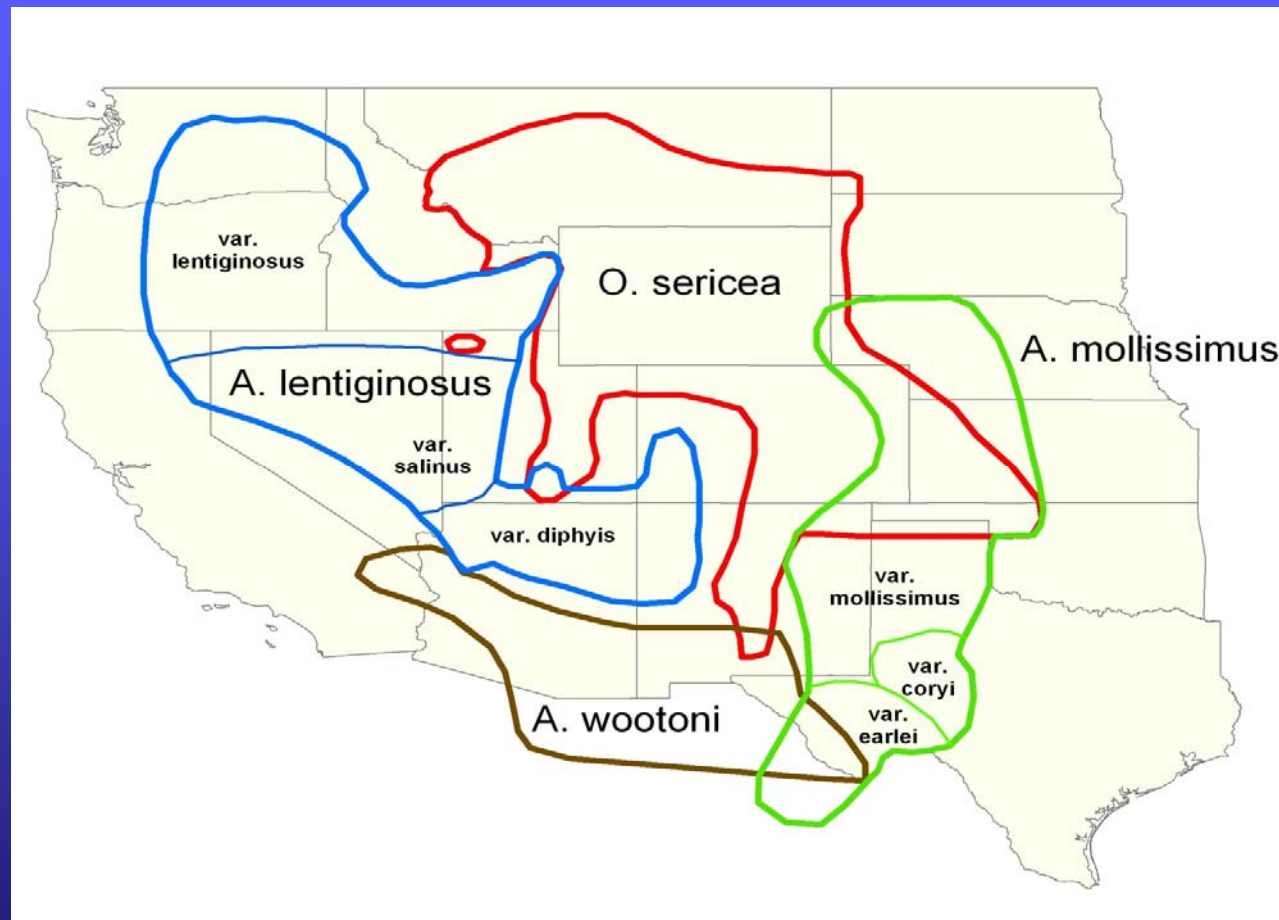 var.
lentiginosus
O. sericea
A. mollissimus
A. lentiginosus
var.
salinus
var. diphyis
var.
mollissimus
var.
coryi
var.
earlei
A. wootoni